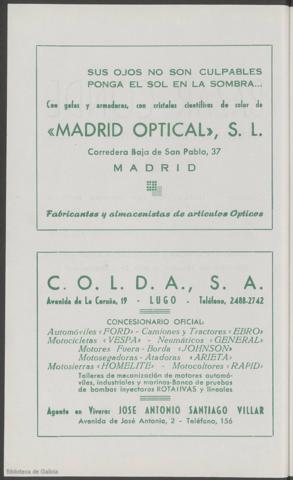 SUS OJOS NO SON CULPABLES
PONGA EL SOL EN LA SOMBRA...
Con gafas y armaduras, con cristales científicos de color de
«MADRID OPTICAL», S. L.
Corredera Baja de San Pablo, 37
MADRID
Fabricantes y almacenistas de artículos Opticos
C. O. L. D. A., S. A.
Avenida de La Coruña, 19 - LUGO - Teléfono, 2488-2742
CONCESIONARIO OFICIAL:
Automóviles «FORD» - Camiones y Tractores «EBRO»
Motocicletas «VESPA» - Neumáticos «GENERAL»
Motores Fuera - Borda «JOHNSON»
Motosegadoras - Atadoras «ARIETA»
Motosierras «HOMELITE» - Motocultores «RAPID»
Talleres de mecanización de motores automó-
viles, industriales y marinos-Banco de pruebas
de bombas inyectoras ROTATIVAS y lineales
Agente en Vivero: JOSE ANTONIO SANTIAGO VILLAR
Avenida de José Antonio, 2 - Teléfono, 156
Biblioteca de Galicia